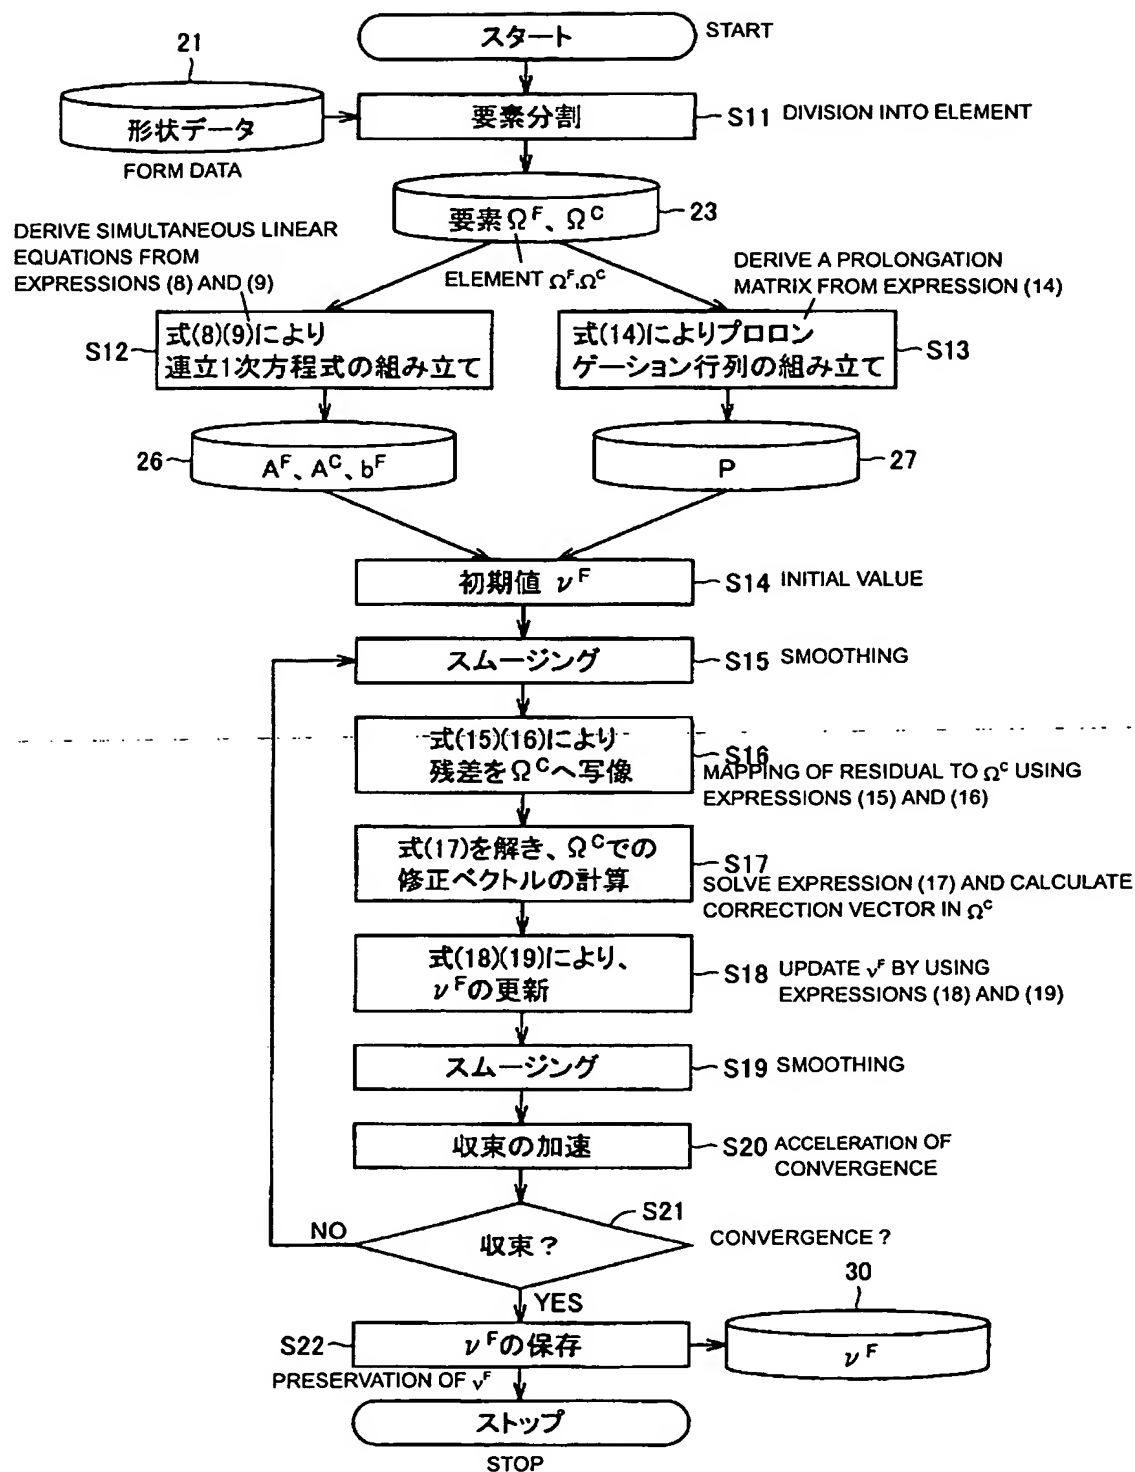 スタート
START
21
形状データ
FORM DATA
要素分割
S11 DIVISION INTO ELEMENT
要素Ω^F、Ω^C
23
ELEMENT Ω^F,Ω^C
DERIVE SIMULTANEOUS LINEAR
EQUATIONS FROM
EXPRESSIONS (8) AND (9)
DERIVE A PROLONGATION
MATRIX FROM EXPRESSION (14)
S12
式(8)(9)により
連立1次方程式の組み立て
式(14)によりプロロン
ゲーション行列の組み立て
S13
26
A^F、A^C、b^F
P
27
初期値 ν^F
S14 INITIAL VALUE
スムージング
S15 SMOOTHING
式(15)(16)により
残差をΩ^Cへ写像
S16
MAPPING OF RESIDUAL TO Ω^C USING
EXPRESSIONS (15) AND (16)
式(17)を解き、Ω^Cでの
修正ベクトルの計算
S17
SOLVE EXPRESSION (17) AND CALCULATE
CORRECTION VECTOR IN Ω^C
式(18)(19)により、
ν^Fの更新
S18 UPDATE ν^F BY USING
EXPRESSIONS (18) AND (19)
スムージング
S19 SMOOTHING
収束の加速
S20 ACCELERATION OF
CONVERGENCE
S21
NO
収束？
CONVERGENCE ?
YES
30
S22
ν^Fの保存
ν^F
PRESERVATION OF ν^F
ストップ
STOP